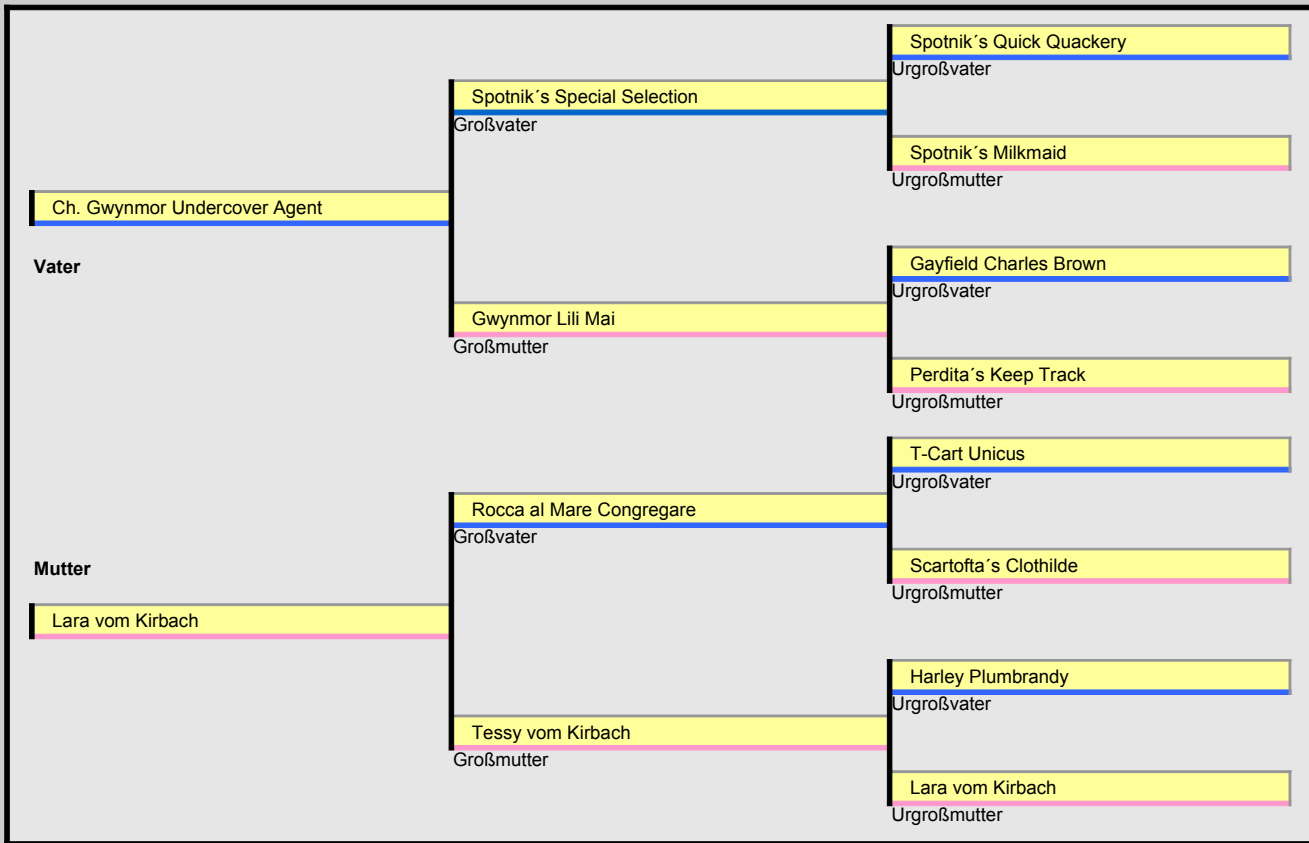 Spotnik´s Quick Quackery
Urgroßvater
Spotnik´s Special Selection
Großvater
Spotnik´s Milkmaid
Urgroßmutter
Ch. Gwynmor Undercover Agent
Vater
Gayfield Charles Brown
Urgroßvater
Gwynmor Lili Mai
Großmutter
Perdita´s Keep Track
Urgroßmutter
T-Cart Unicus
Urgroßvater
Rocca al Mare Congregare
Großvater
Scartofta´s Clothilde
Urgroßmutter
Mutter
Lara vom Kirbach
Harley Plumbrandy
Urgroßvater
Tessy vom Kirbach
Großmutter
Lara vom Kirbach
Urgroßmutter